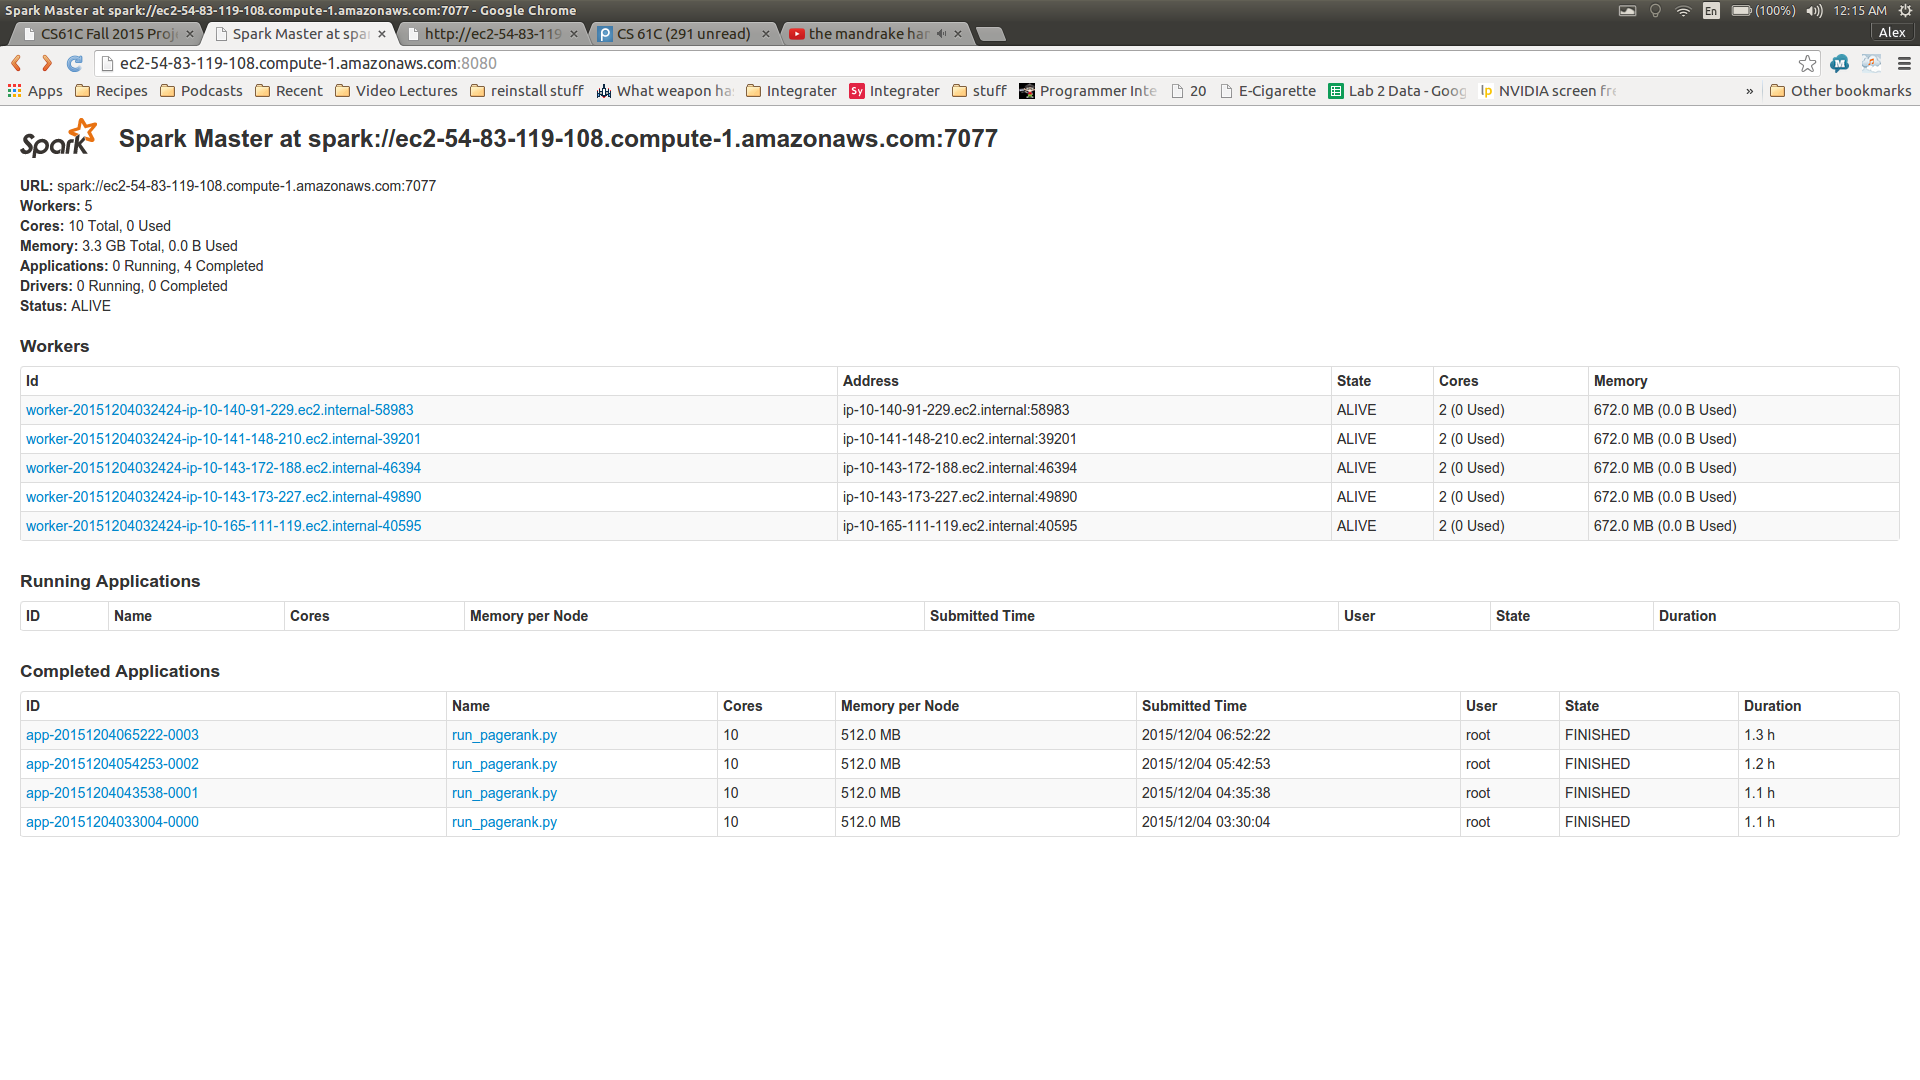 Spark Master at spark://ec2-54-83-119-108.compute-1.amazonaws.com:7077 - Google Chrome
En (100%) 12:15 AM
CS61C Fall 2015 Proj Spark Master at spa http://ec2-54-83-119 CS 61C (291 unread) the mandrake har Alex
ec2-54-83-119-108.compute-1.amazonaws.com:8080
Apps Recipes Podcasts Recent Video Lectures reinstall stuff What weapon ha Integrater Sy Integrater stuff Programmer Inte 20 E-Cigarette Lab 2 Data - Goog lp NVIDIA screen fre » Other bookmarks
Spark Spark Master at spark://ec2-54-83-119-108.compute-1.amazonaws.com:7077
URL: spark://ec2-54-83-119-108.compute-1.amazonaws.com:7077
Workers: 5
Cores: 10 Total, 0 Used
Memory: 3.3 GB Total, 0.0 B Used
Applications: 0 Running, 4 Completed
Drivers: 0 Running, 0 Completed
Status: ALIVE
Workers
Id Address State Cores Memory
worker-20151204032424-ip-10-140-91-229.ec2.internal-58983 ip-10-140-91-229.ec2.internal:58983 ALIVE 2 (0 Used) 672.0 MB (0.0 B Used)
worker-20151204032424-ip-10-141-148-210.ec2.internal-39201 ip-10-141-148-210.ec2.internal:39201 ALIVE 2 (0 Used) 672.0 MB (0.0 B Used)
worker-20151204032424-ip-10-143-172-188.ec2.internal-46394 ip-10-143-172-188.ec2.internal:46394 ALIVE 2 (0 Used) 672.0 MB (0.0 B Used)
worker-20151204032424-ip-10-143-173-227.ec2.internal-49890 ip-10-143-173-227.ec2.internal:49890 ALIVE 2 (0 Used) 672.0 MB (0.0 B Used)
worker-20151204032424-ip-10-165-111-119.ec2.internal-40595 ip-10-165-111-119.ec2.internal:40595 ALIVE 2 (0 Used) 672.0 MB (0.0 B Used)
Running Applications
ID Name Cores Memory per Node Submitted Time User State Duration
Completed Applications
ID Name Cores Memory per Node Submitted Time User State Duration
app-20151204065222-0003 run_pagerank.py 10 512.0 MB 2015/12/04 06:52:22 root FINISHED 1.3 h
app-20151204054253-0002 run_pagerank.py 10 512.0 MB 2015/12/04 05:42:53 root FINISHED 1.2 h
app-20151204043538-0001 run_pagerank.py 10 512.0 MB 2015/12/04 04:35:38 root FINISHED 1.1 h
app-20151204033004-0000 run_pagerank.py 10 512.0 MB 2015/12/04 03:30:04 root FINISHED 1.1 h